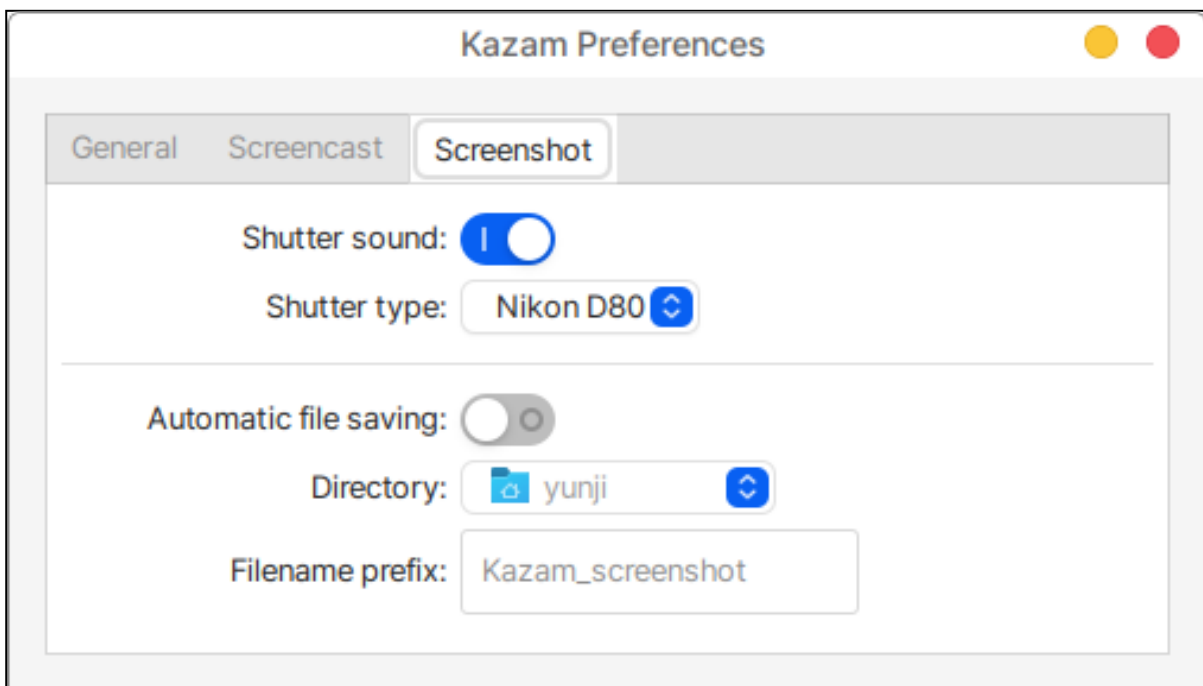 Kazam Preferences
General Screencast Screenshot
Shutter sound:
Shutter type: Nikon D80
Automatic file saving:
Directory: yunji
Filename prefix: Kazam_screenshot